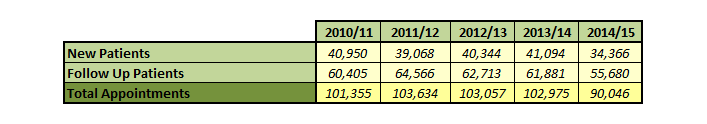 2010/11 2011/12 2012/13 2013/14 2014/15
New Patients 40,950 39,068 40,344 41,094 34,366
Follow Up Patients 60,405 64,566 62,713 61,881 55,680
Total Appointments 101,355 103,634 103,057 102,975 90,046